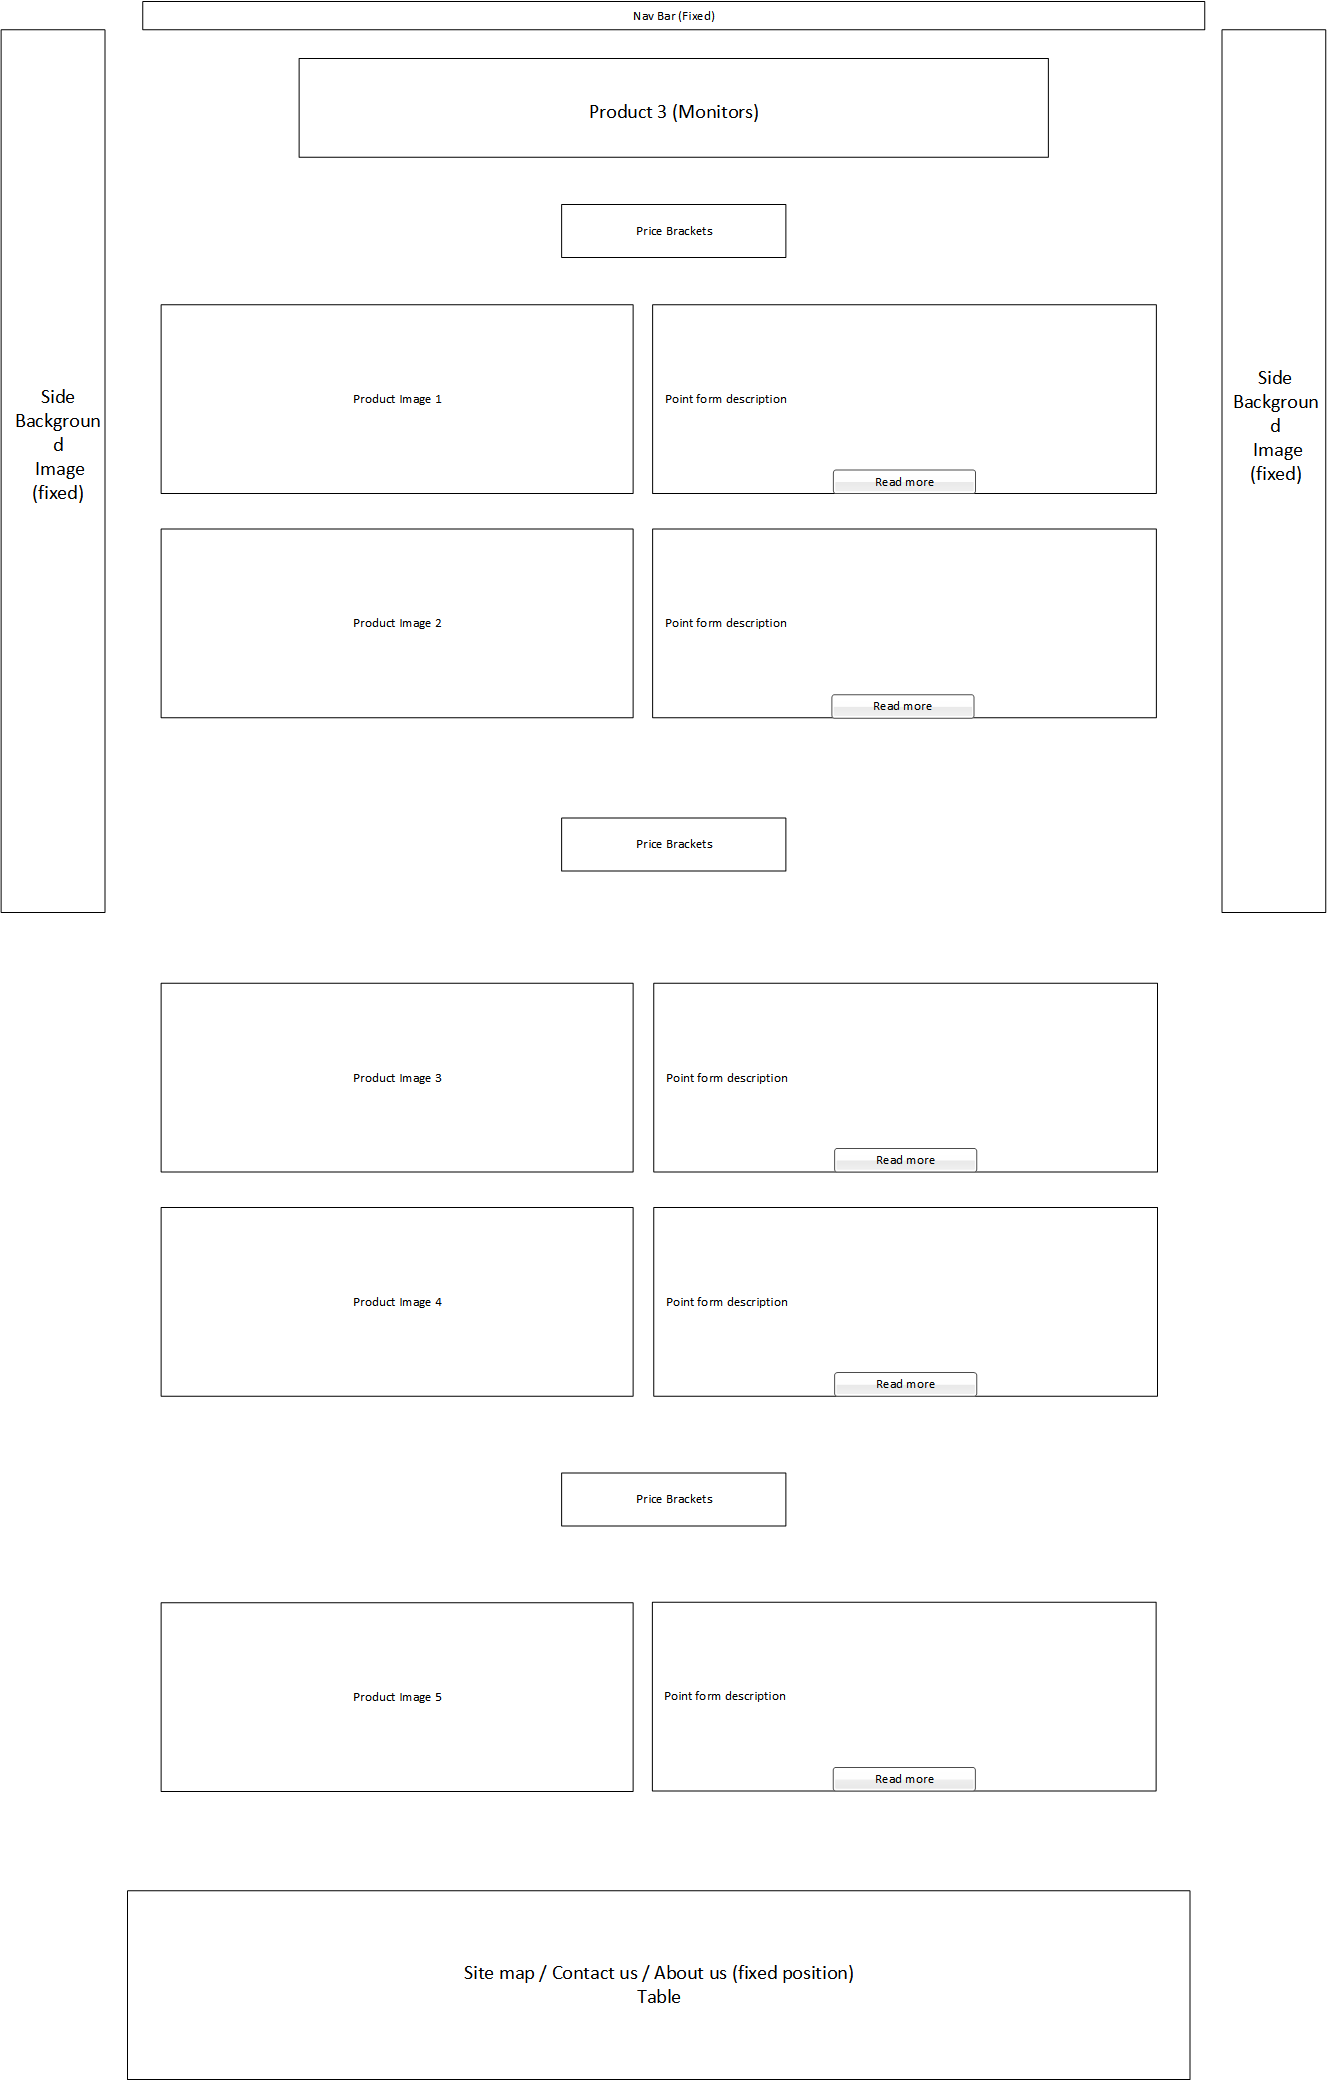 Nav Bar (Fixed)
Product 3 (Monitors)
Price Brackets
Side
Backgroun
d
Image
(fixed)
Side
Backgroun
d
Image
(fixed)
Product Image 1
Point form description
Read more
Product Image 2
Point form description
Read more
Price Brackets
Product Image 3
Point form description
Read more
Product Image 4
Point form description
Read more
Price Brackets
Product Image 5
Point form description
Read more
Site map / Contact us / About us (fixed position)
Table